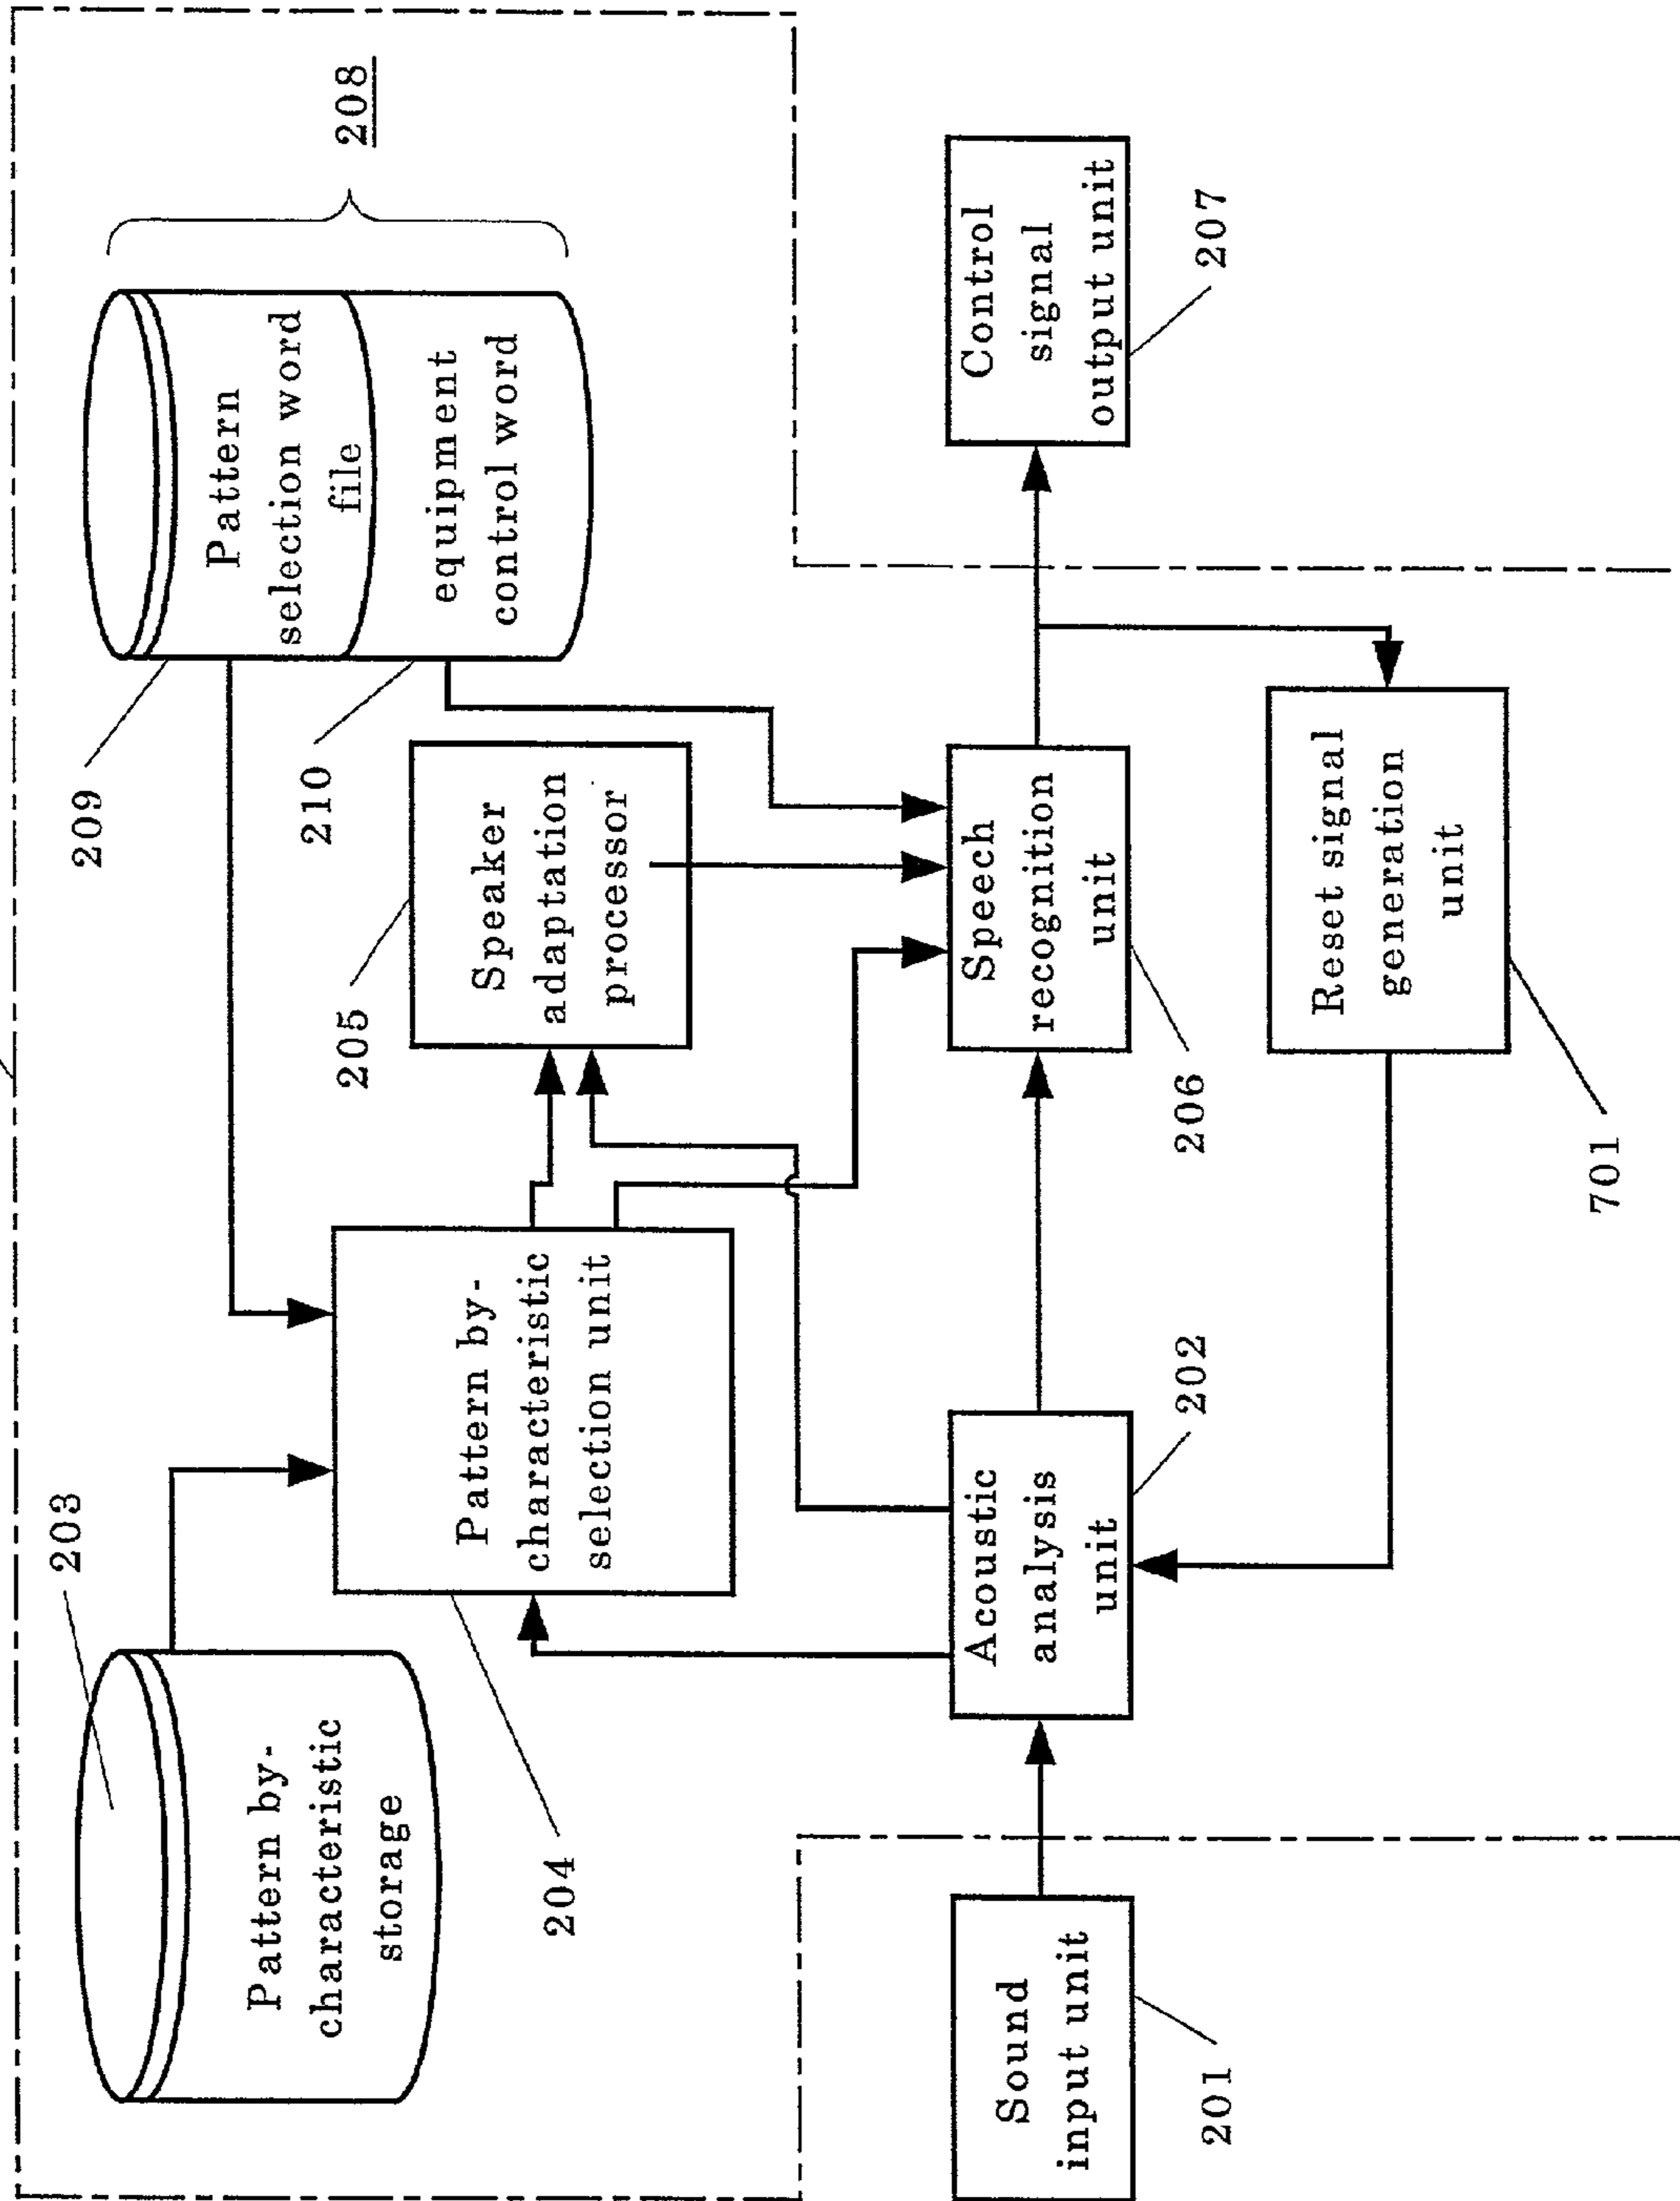 203
Pattern by-
characteristic
storage
204
Pattern by-
characteristic
selection unit
205
Speaker
adaptation
processor
209
210
Pattern
selection word
file
equipment
control word
208
201
Sound
input unit
Acoustic
analysis
unit
202
Speech
recognition
unit
206
Control
signal
output unit
207
Reset signal
generation
unit
701